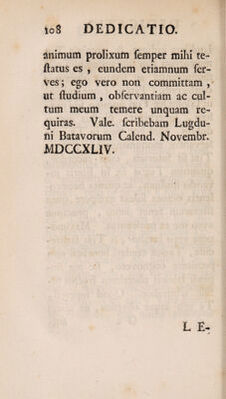 108 DEDICATIO.
animum prolixum ſemper mihi te-
ſtatus es , eundem etiamnum ſer-
ves; ego vero non committam ,
ut ſtudium , obſervantiam ac cul-
tum meum temere unquam re-
quiras. Vale. ſcribebam Lugdu-
ni Batavorum Calend. Novembr.
MDCCXLIV.
L E-